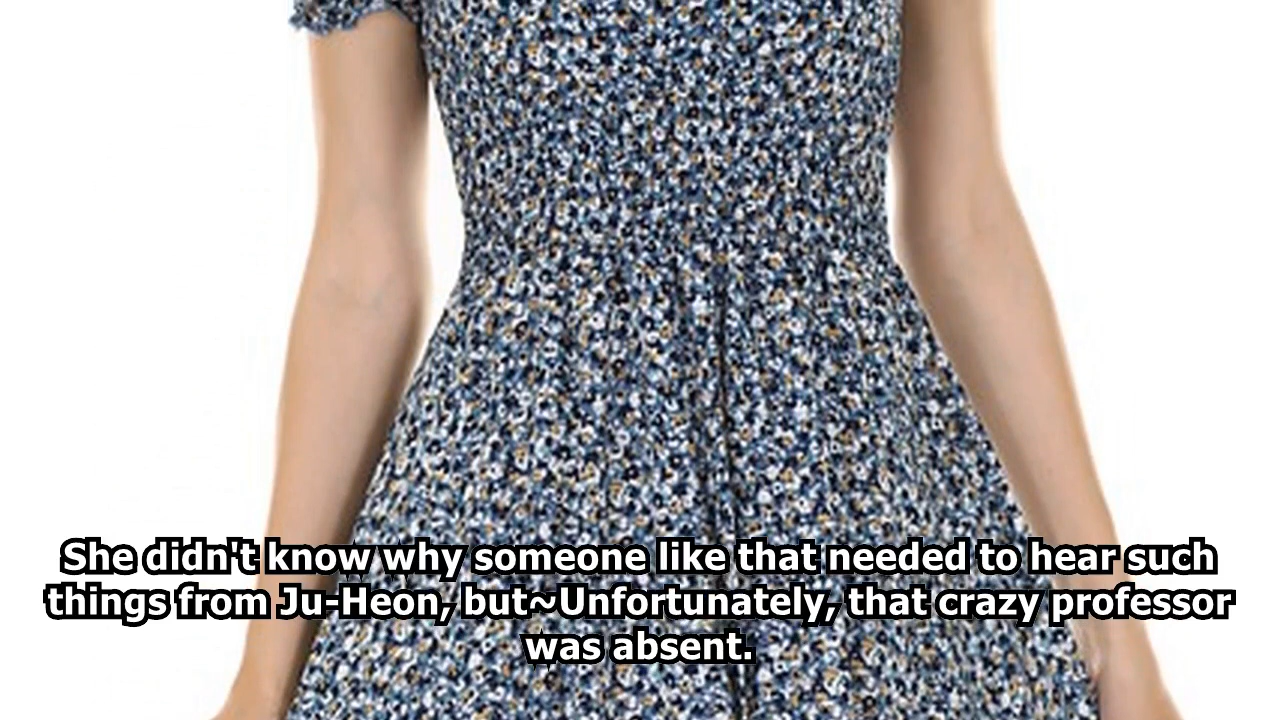 She didn't know why someone like that needed to hear such
things from Ju-Heon, but~Unfortunately, that crazy professor
was absent.